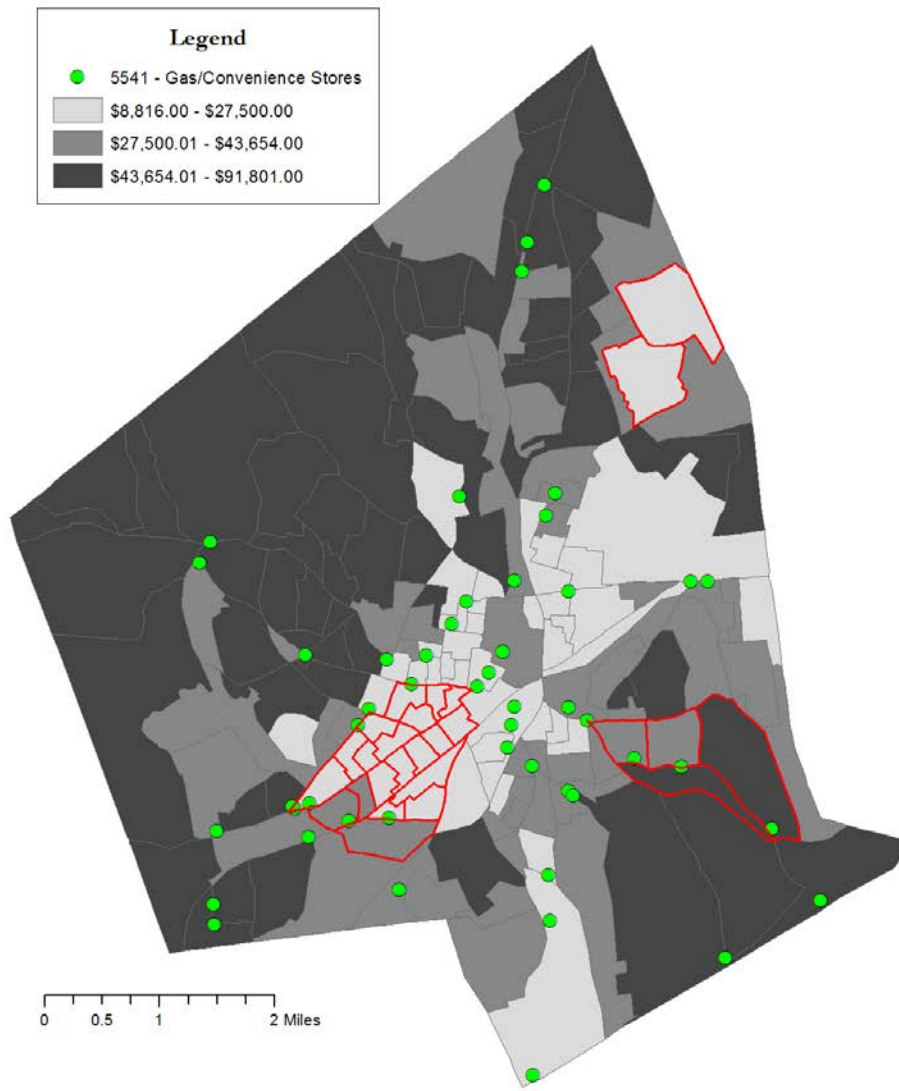 Legend
5541 - Gas/Convenience Stores
$8,816.00 - $27,500.00
$27,500.01 - $43,654.00
$43,654.01 - $91,801.00
0 0.5 1 2 Miles